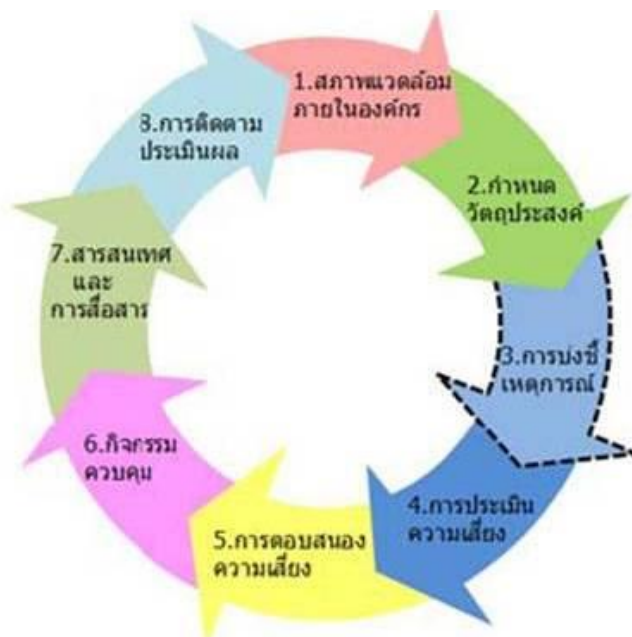 1.สภาพแวดล้อม
ภายในองค์กร
2.กำหนด
วัตถุประสงค์
3.การบ่งชี้
เหตุการณ์
4.การประเมิน
ความเสี่ยง
5.การตอบสนอง
ความเสี่ยง
6.กิจกรรม
ควบคุม
7.สารสนเทศ
และ
การสื่อสาร
8.การติดตาม
ประเมินผล